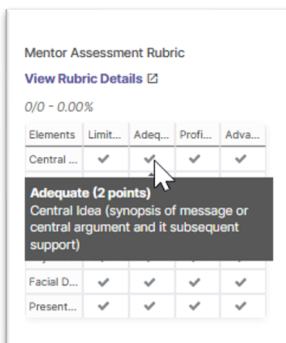 Mentor Assessment Rubric
View Rubric Details
0/0 - 0.00%
Elements Limit... Adeq... Profi... Adva...
Central ...
Adequate (2 points)
Central Idea (synopsis of message or
central argument and it subsequent
support)
Facial D...
Present...